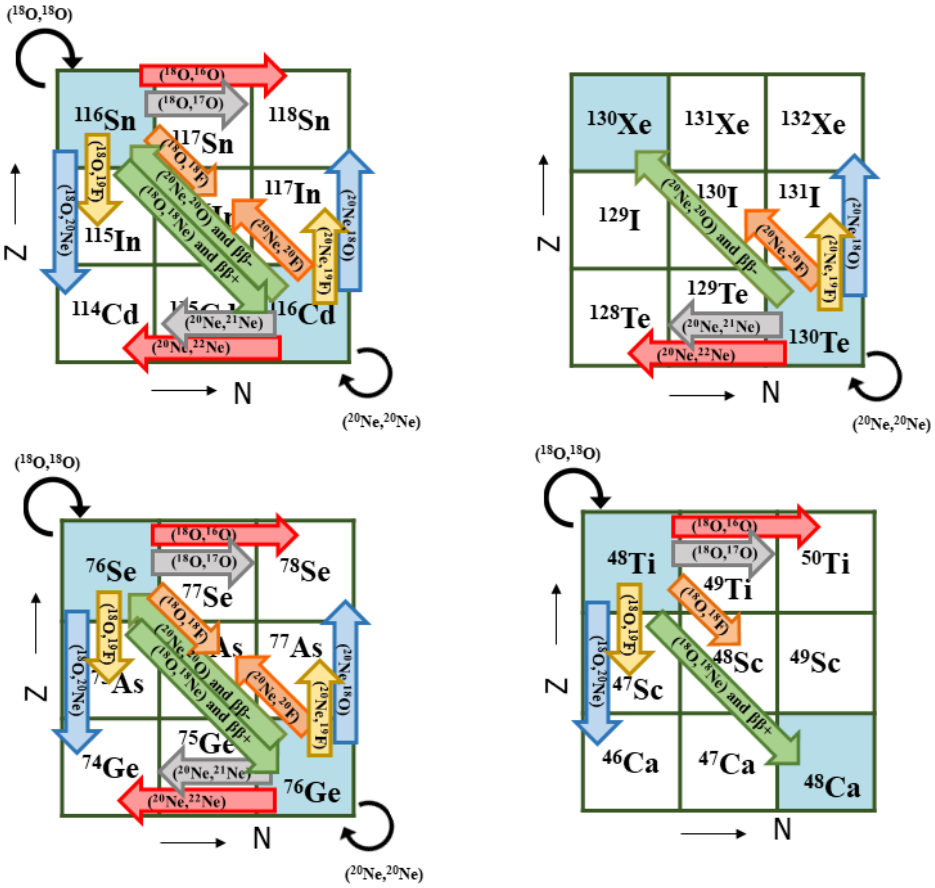 (¹⁸O,¹⁸O)
(¹⁸O,¹⁶O)
(¹⁸O,¹⁷O)
¹¹⁶Sn
¹¹⁷Sn
¹¹⁸Sn
(¹⁸O,¹⁸F)
(¹⁸O,¹⁹F)
(¹⁸O,²⁰Ne)
(²⁰Ne,²⁰O) and ββ-
(¹⁸O,¹⁸Ne) and ββ+
¹¹⁵In
In
¹¹⁷In
(²⁰Ne,²⁰F)
(²⁰Ne,¹⁹F)
(²⁰Ne,¹⁸O)
¹¹⁴Cd
¹¹⁶Cd
(²⁰Ne,²¹Ne)
(²⁰Ne,²²Ne)
Z
N
(²⁰Ne,²⁰Ne)
¹³⁰Xe
¹³¹Xe
¹³²Xe
(²⁰Ne,²⁰O) and ββ-
¹²⁹I
¹³⁰I
¹³¹I
(²⁰Ne,²⁰F)
(²⁰Ne,¹⁹F)
(²⁰Ne,¹⁸O)
¹²⁸Te
¹²⁹Te
¹³⁰Te
(²⁰Ne,²¹Ne)
(²⁰Ne,²²Ne)
Z
N
(²⁰Ne,²⁰Ne)
(¹⁸O,¹⁸O)
(¹⁸O,¹⁶O)
(¹⁸O,¹⁷O)
⁷⁶Se
⁷⁷Se
⁷⁸Se
(¹⁸O,¹⁸F)
(¹⁸O,¹⁹F)
(¹⁸O,²⁰Ne)
(²⁰Ne,²⁰O) and ββ-
(¹⁸O,¹⁸Ne) and ββ+
As
As
⁷⁷As
(²⁰Ne,²⁰F)
(²⁰Ne,¹⁹F)
(²⁰Ne,¹⁸O)
⁷⁴Ge
⁷⁵Ge
⁷⁶Ge
(²⁰Ne,²¹Ne)
(²⁰Ne,²²Ne)
Z
N
(²⁰Ne,²⁰Ne)
(¹⁸O,¹⁸O)
(¹⁸O,¹⁶O)
(¹⁸O,¹⁷O)
⁴⁸Ti
⁴⁹Ti
⁵⁰Ti
(¹⁸O,¹⁸F)
(¹⁸O,¹⁹F)
(¹⁸O,²⁰Ne)
(¹⁸O,¹⁸Ne) and ββ+
⁴⁷Sc
⁴⁸Sc
⁴⁹Sc
⁴⁶Ca
⁴⁷Ca
⁴⁸Ca
Z
N